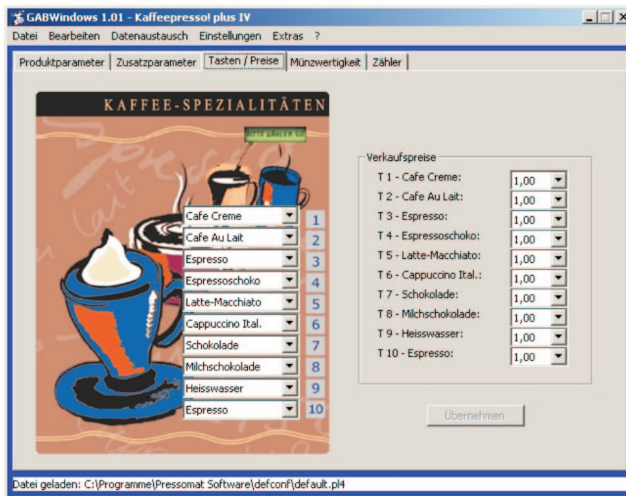 GABWindows 1.01 - Kaffeepresso! plus IV
Datei Bearbeiten Datenaustausch Einstellungen Extras ?
Produktparameter Zusatzparameter Tasten / Preise Münzwertigkeit Zähler
KAFFEE-SPEZIALITÄTEN
Cafe Creme 1
Cafe Au Lait 2
Espresso 3
Espressoschoko 4
Latte-Macchiato 5
Cappuccino Ital. 6
Schokolade 7
Milchschokolade 8
Heisswasser 9
Espresso 10
Verkaufspreise
T 1 - Cafe Creme: 1,00
T 2 - Cafe Au Lait: 1,00
T 3 - Espresso: 1,00
T 4 - Espressoschoko: 1,00
T 5 - Latte-Macchiato: 1,00
T 6 - Cappuccino Ital.: 1,00
T 7 - Schokolade: 1,00
T 8 - Milchschokolade: 1,00
T 9 - Heisswasser: 1,00
T 10 - Espresso: 1,00
Übernehmen
Datei geladen: C:\Programme\Pressomat Software\defconf\default.pl4